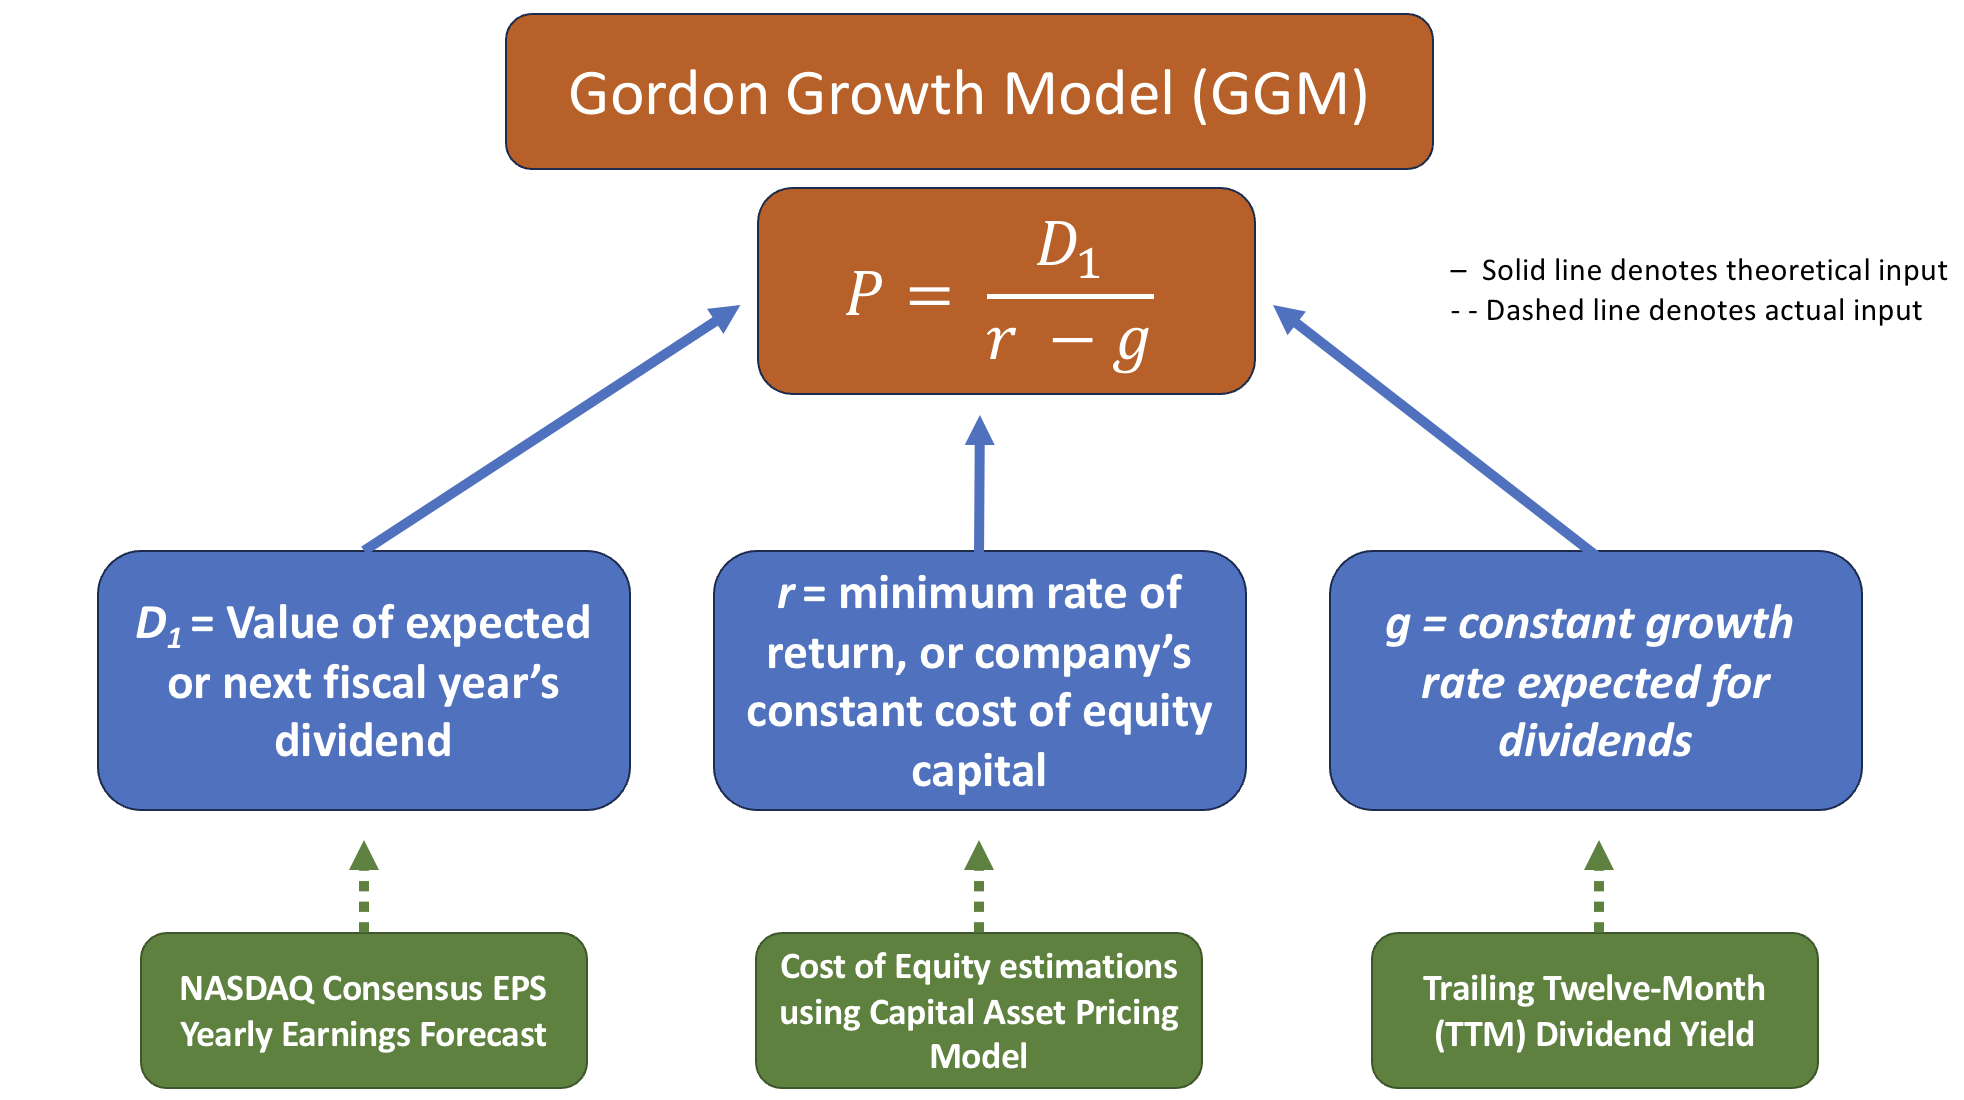 Gordon Growth Model (GGM)
P = D₁ / (r − g)
– Solid line denotes theoretical input
- - Dashed line denotes actual input
D₁ = Value of expected
or next fiscal year’s
dividend
r = minimum rate of
return, or company’s
constant cost of equity
capital
g = constant growth
rate expected for
dividends
NASDAQ Consensus EPS
Yearly Earnings Forecast
Cost of Equity estimations
using Capital Asset Pricing
Model
Trailing Twelve-Month
(TTM) Dividend Yield